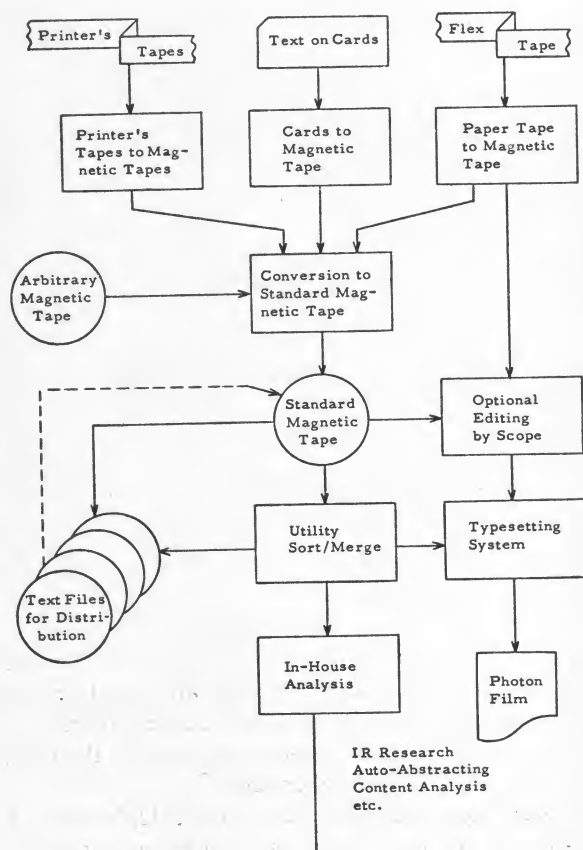 Printer's
Tapes
Text on Cards
Flex
Tape
Printer's
Tapes to Mag-
netic Tapes
Cards to
Magnetic
Tape
Paper Tape
to Magnetic
Tape
Arbitrary
Magnetic
Tape
Conversion to
Standard Mag-
netic Tape
Standard
Magnetic
Tape
Optional
Editing
by Scope
Utility
Sort/Merge
Typesetting
System
Text Files
for Distri-
bution
In-House
Analysis
Photon
Film
IR Research
Auto-Abstracting
Content Analysis
etc.